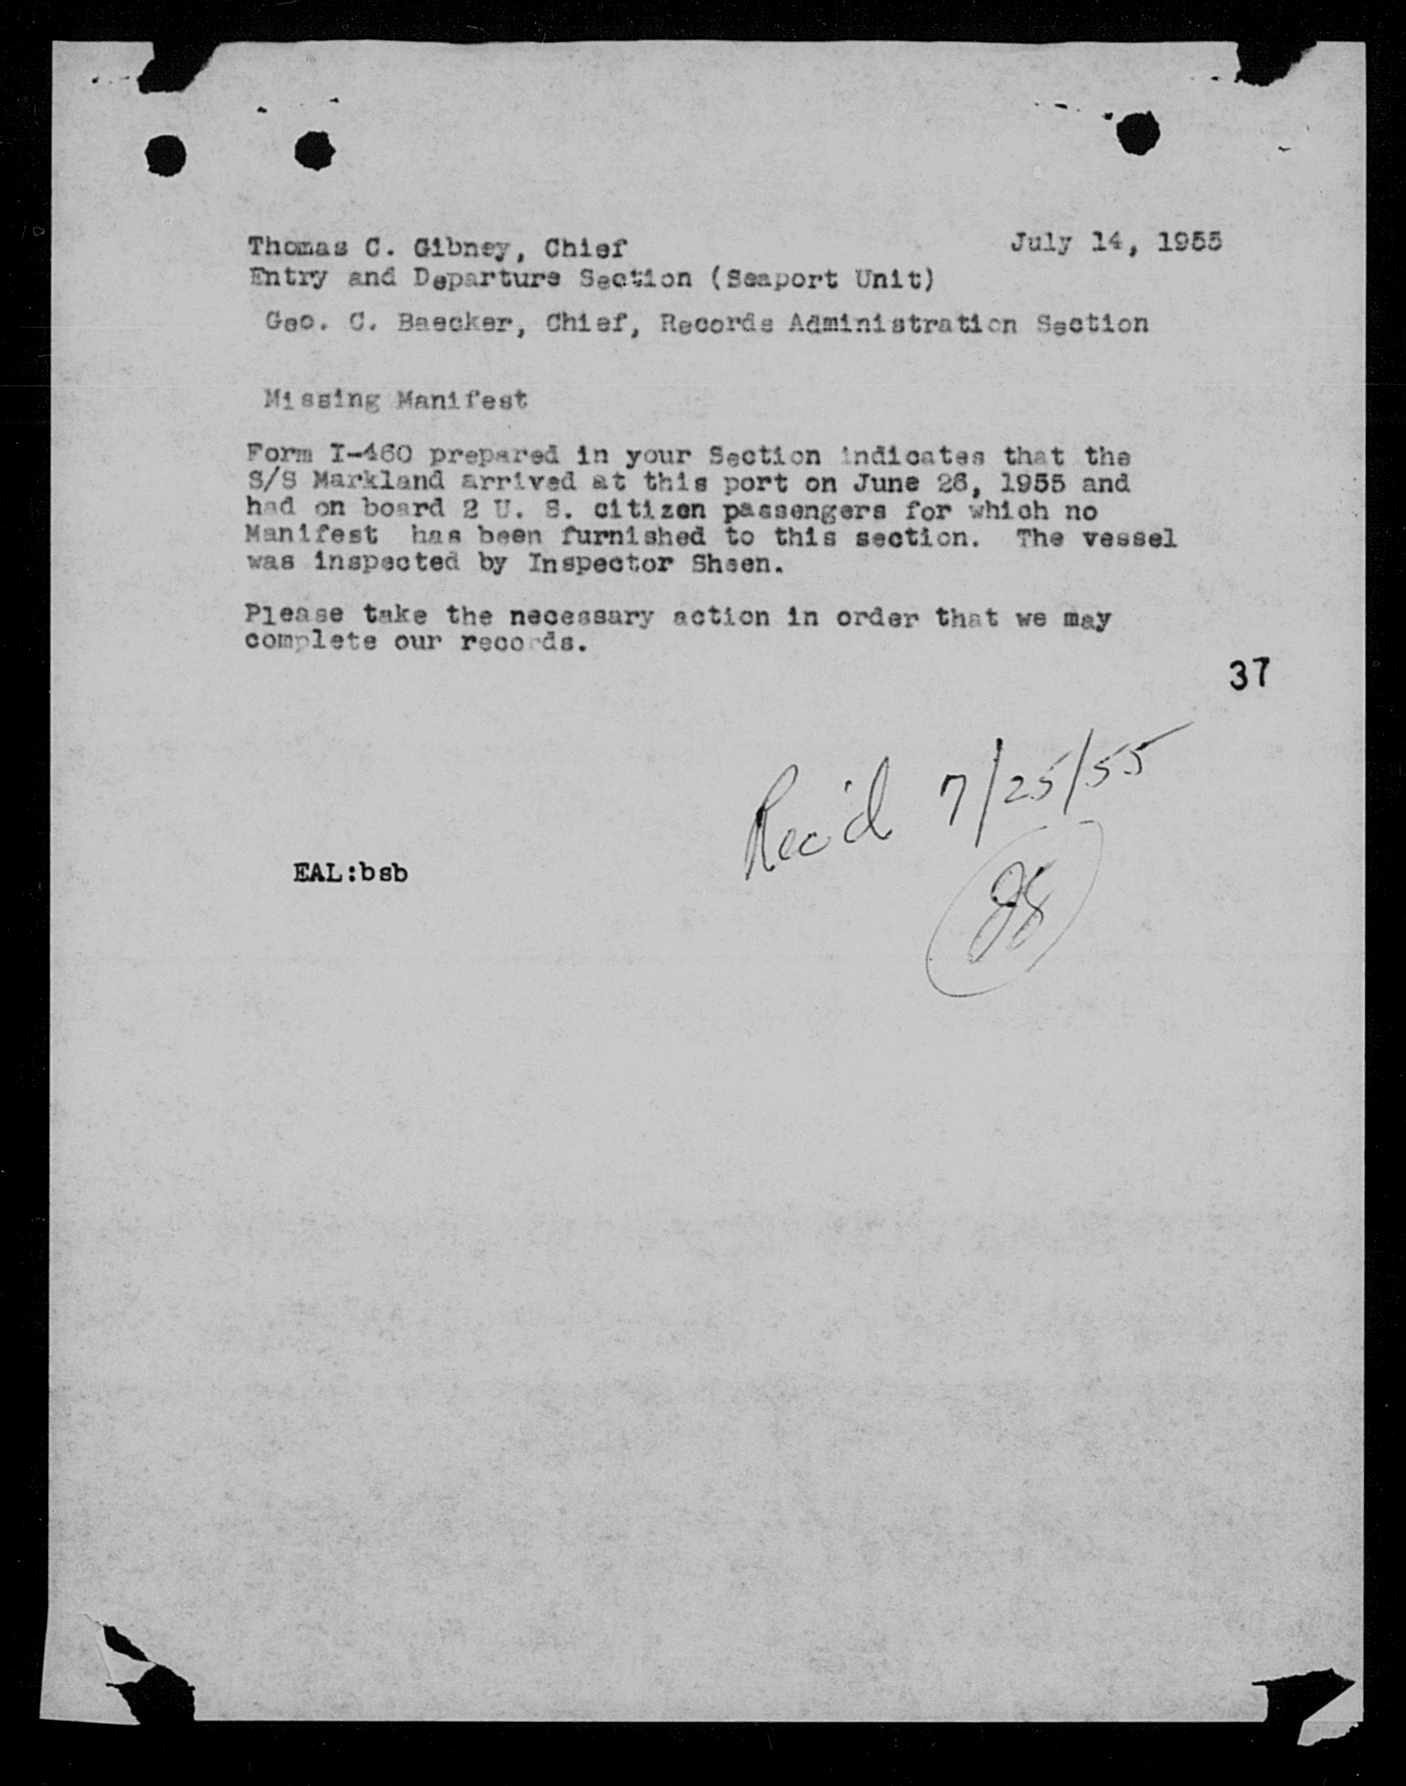 Thomas C. Gibney, Chief July 14, 1955
Entry and Departure Section (Seaport Unit)
Geo. C. Baecker, Chief, Records Administration Section
Missing Manifest
Form I-460 prepared in your Section indicates that the
S/S Markland arrived at this port on June 26, 1955 and
had on board 2 U. S. citizen passengers for which no
Manifest has been furnished to this section. The vessel
was inspected by Inspector Sheen.
Please take the necessary action in order that we may
complete our records.
37
Rec'd 7/25/55
EAL:bsb